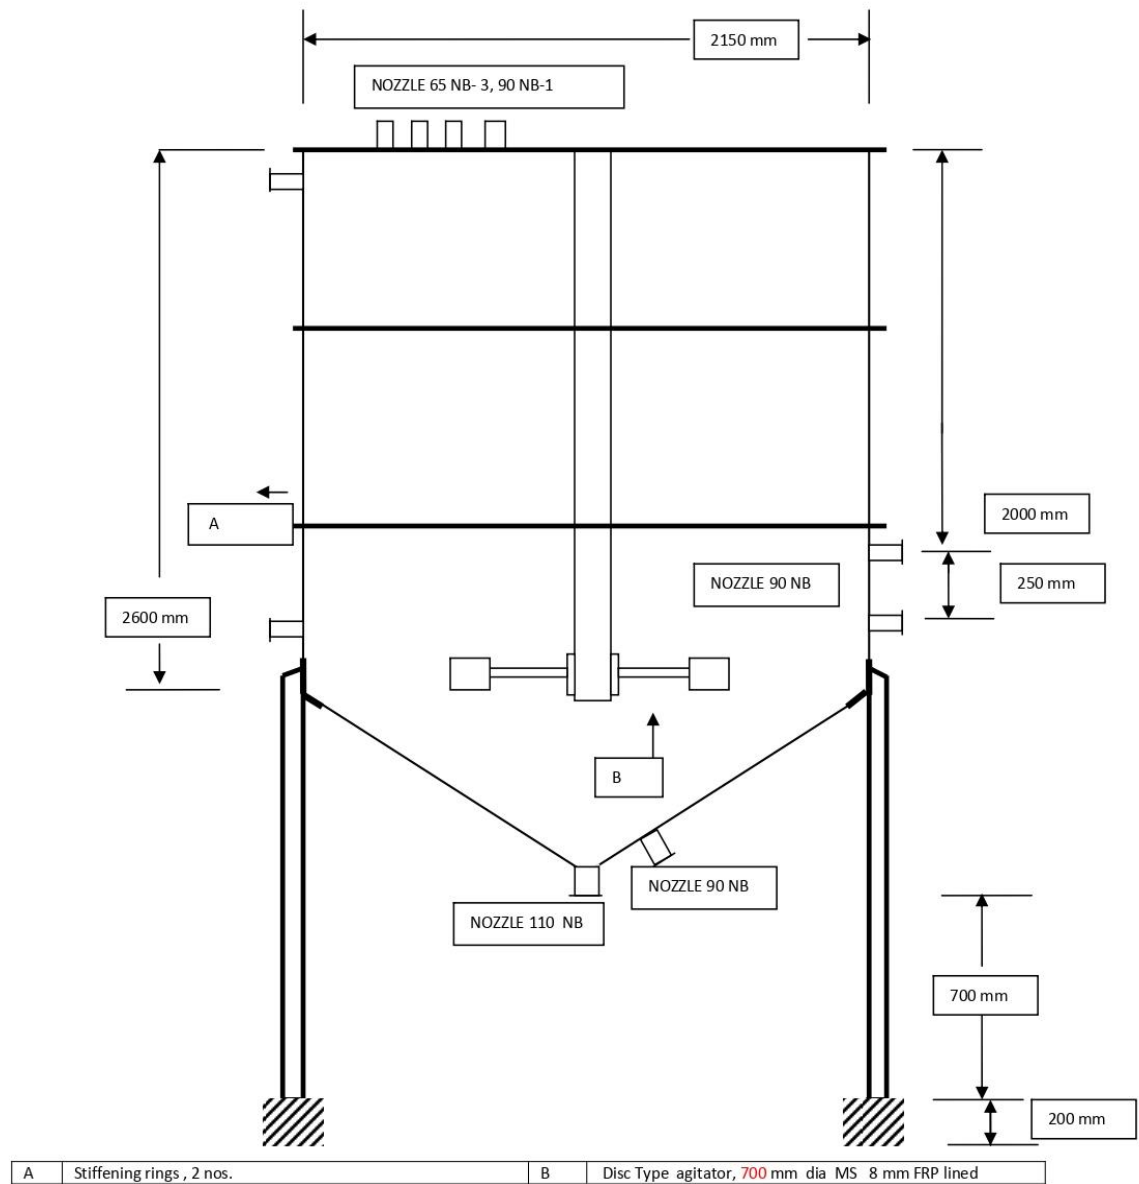 2150 mm
NOZZLE 65 NB- 3, 90 NB-1
A
2000 mm
NOZZLE 90 NB
250 mm
2600 mm
B
NOZZLE 90 NB
NOZZLE 110 NB
700 mm
200 mm
A Stiffening rings , 2 nos. B Disc Type agitator, 700 mm dia MS 8 mm FRP lined